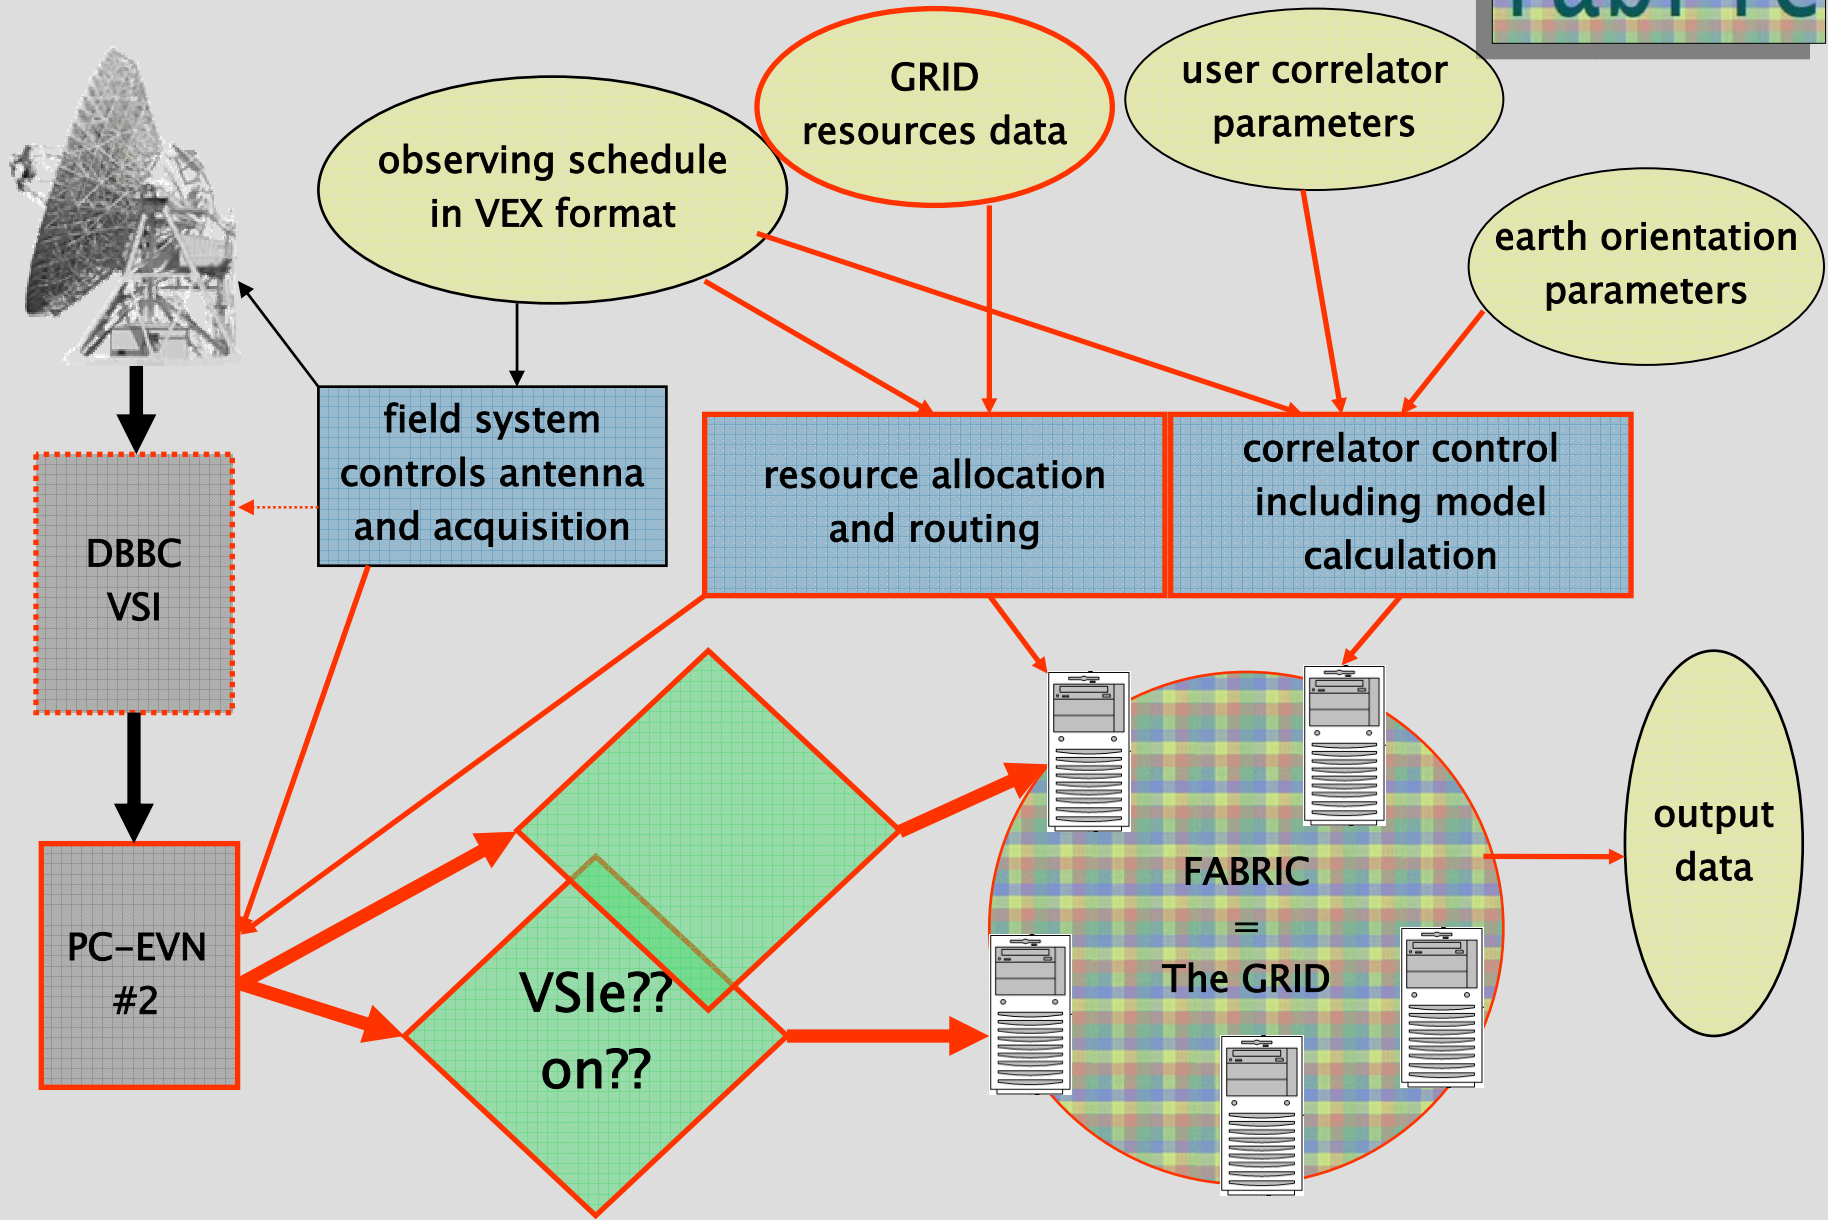 fabric
GRID
resources data
user correlator
parameters
observing schedule
in VEX format
earth orientation
parameters
field system
controls antenna
and acquisition
resource allocation
and routing
correlator control
including model
calculation
DBBC
VSI
PC-EVN
#2
VSIe??
on??
FABRIC
=
The GRID
output
data